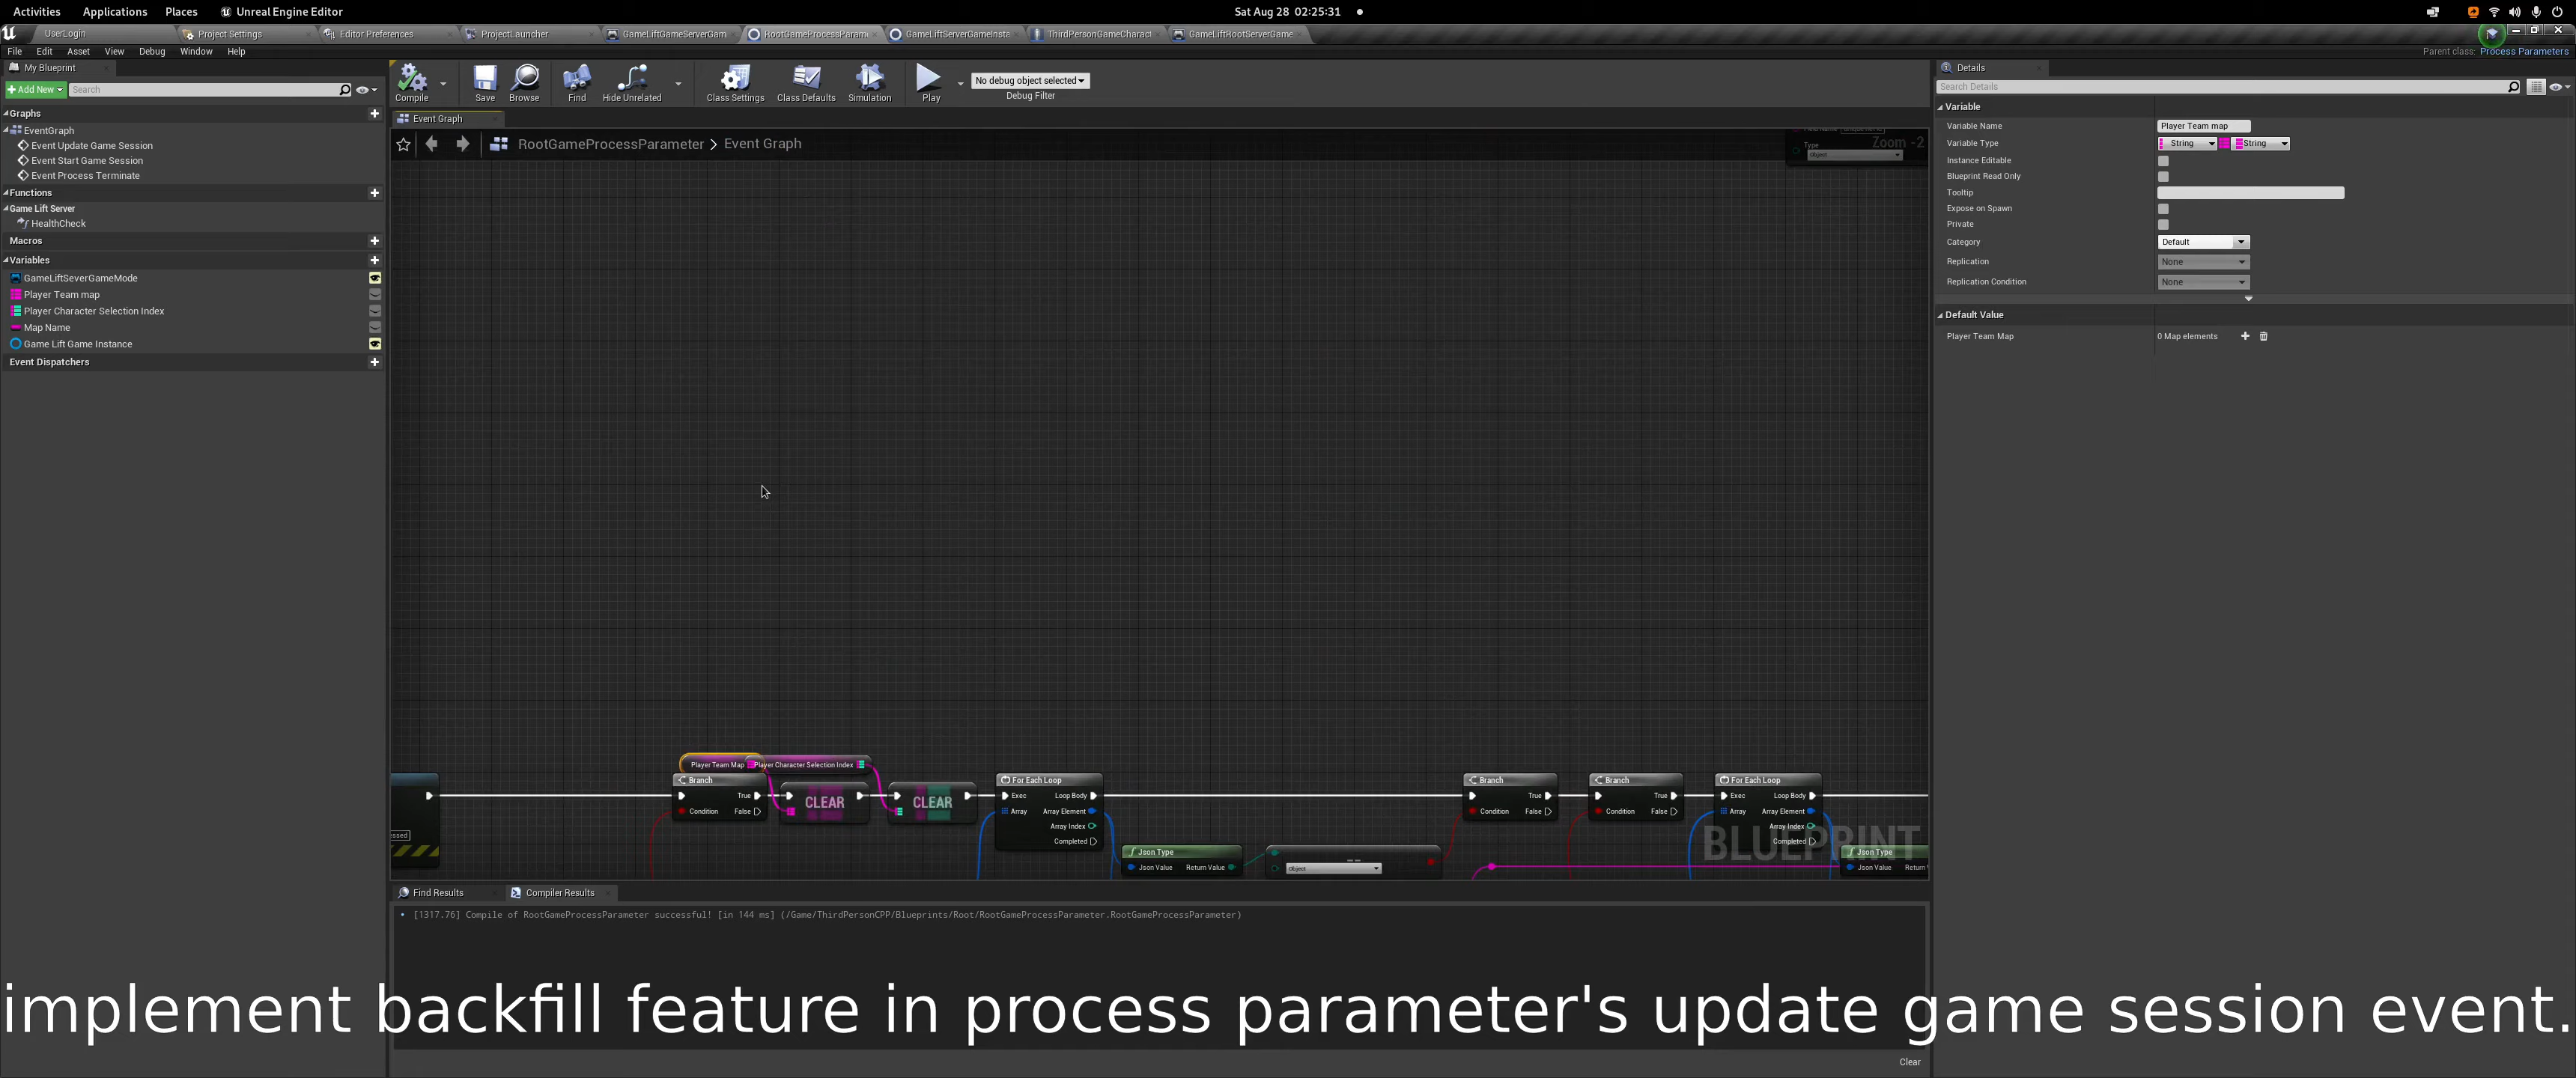 Activities Applications Places Unreal Engine Editor Sat Aug 28 02:25:31
UserLogin Project Settings Editor Preferences ProjectLauncher GameLiftGameServerGam RootGameProcessParam GameLiftServerGameInsta ThirdPersonGameCharact GameLiftRootServerGame
File Edit Asset View Debug Window Help Parent class: Process Parameters
My Blueprint
Add New Search
Graphs
EventGraph
Event Update Game Session
Event Start Game Session
Event Process Terminate
Functions
Game Lift Server
HealthCheck
Macros
Variables
GameLiftSeverGameMode
Player Team map
Player Character Selection Index
Map Name
Game Lift Game Instance
Event Dispatchers
Compile Save Browse Find Hide Unrelated Class Settings Class Defaults Simulation Play
No debug object selected
Debug Filter
Event Graph
RootGameProcessParameter > Event Graph
Type
Object
Zoom -2
Player Team Map Player Character Selection Index
Branch
True
Condition False
CLEAR
CLEAR
For Each Loop
Exec Loop Body
Array Array Element
Array Index
Completed
Json Type
Json Value Return Value
==
Object
Branch
True
Condition False
Branch
True
Condition False
For Each Loop
Exec Loop Body
Array Array Element
Array Index
Completed
Json Type
Json Value Return V
BLUEPRINT
essed
Find Results Compiler Results
[1317.76] Compile of RootGameProcessParameter successful! [in 144 ms] (/Game/ThirdPersonCPP/Blueprints/Root/RootGameProcessParameter.RootGameProcessParameter)
Clear
Details
Search Details
Variable
Variable Name Player Team map
Variable Type String String
Instance Editable
Blueprint Read Only
Tooltip
Expose on Spawn
Private
Category Default
Replication None
Replication Condition None
Default Value
Player Team Map 0 Map elements
implement backfill feature in process parameter's update game session event.